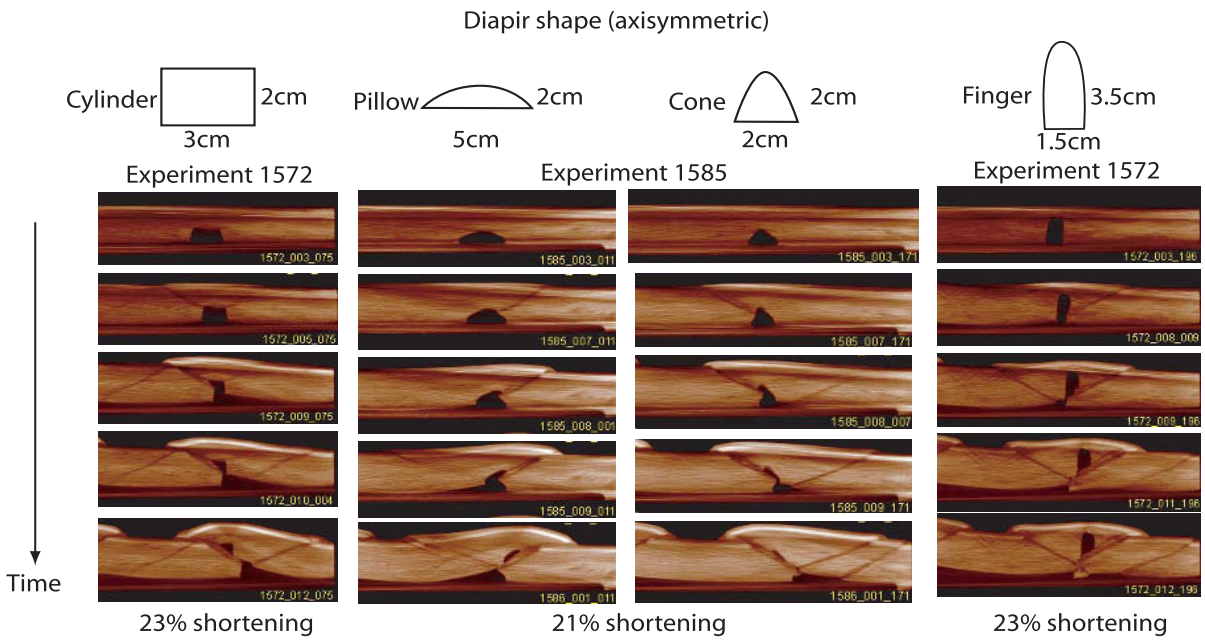 Diapir shape (axisymmetric)
Cylinder
2cm
3cm
Pillow
2cm
5cm
Cone
2cm
2cm
Finger
3.5cm
1.5cm
Experiment 1572
Experiment 1585
Experiment 1572
1572_003_075
1585_003_011
1585_003_171
1572_003_196
1572_005_075
1585_007_011
1585_007_171
1572_008_009
1572_009_075
1585_008_001
1585_008_007
1572_009_196
1572_010_004
1585_009_011
1585_009_171
1572_011_196
1572_012_075
1586_001_011
1586_001_171
1572_012_196
Time
23% shortening
21% shortening
23% shortening